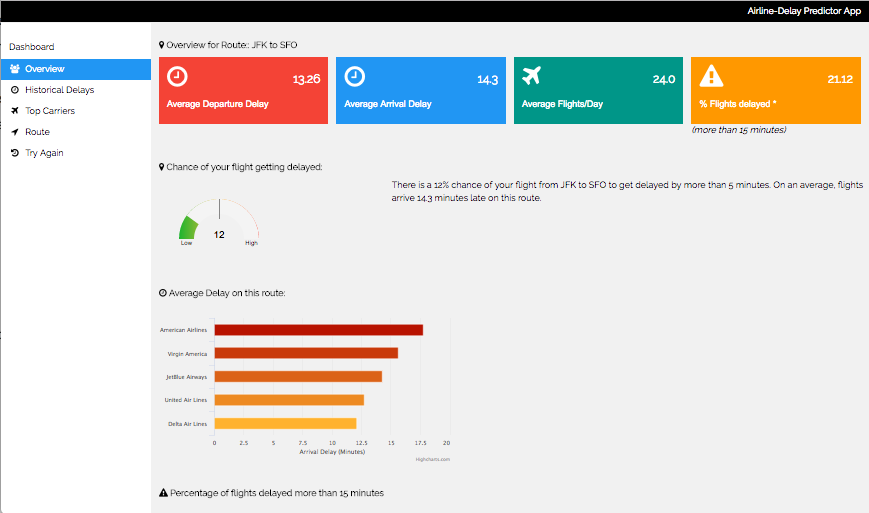 Airline-Delay Predictor App
Dashboard
Overview
Historical Delays
Top Carriers
Route
Try Again
Overview for Route:: JFK to SFO
13.26
Average Departure Delay
14.3
Average Arrival Delay
24.0
Average Flights/Day
21.12
% Flights delayed *
(more than 15 minutes)
Chance of your flight getting delayed:
There is a 12% chance of your flight from JFK to SFO to get delayed by more than 5 minutes. On an average, flights
arrive 14.3 minutes late on this route.
12
Low
High
Average Delay on this route:
American Airlines
Virgin America
JetBlue Airways
United Air Lines
Delta Air Lines
0 2.5 5 7.5 10 12.5 15 17.5 20
Arrival Delay (Minutes)
Highcharts.com
Percentage of flights delayed more than 15 minutes